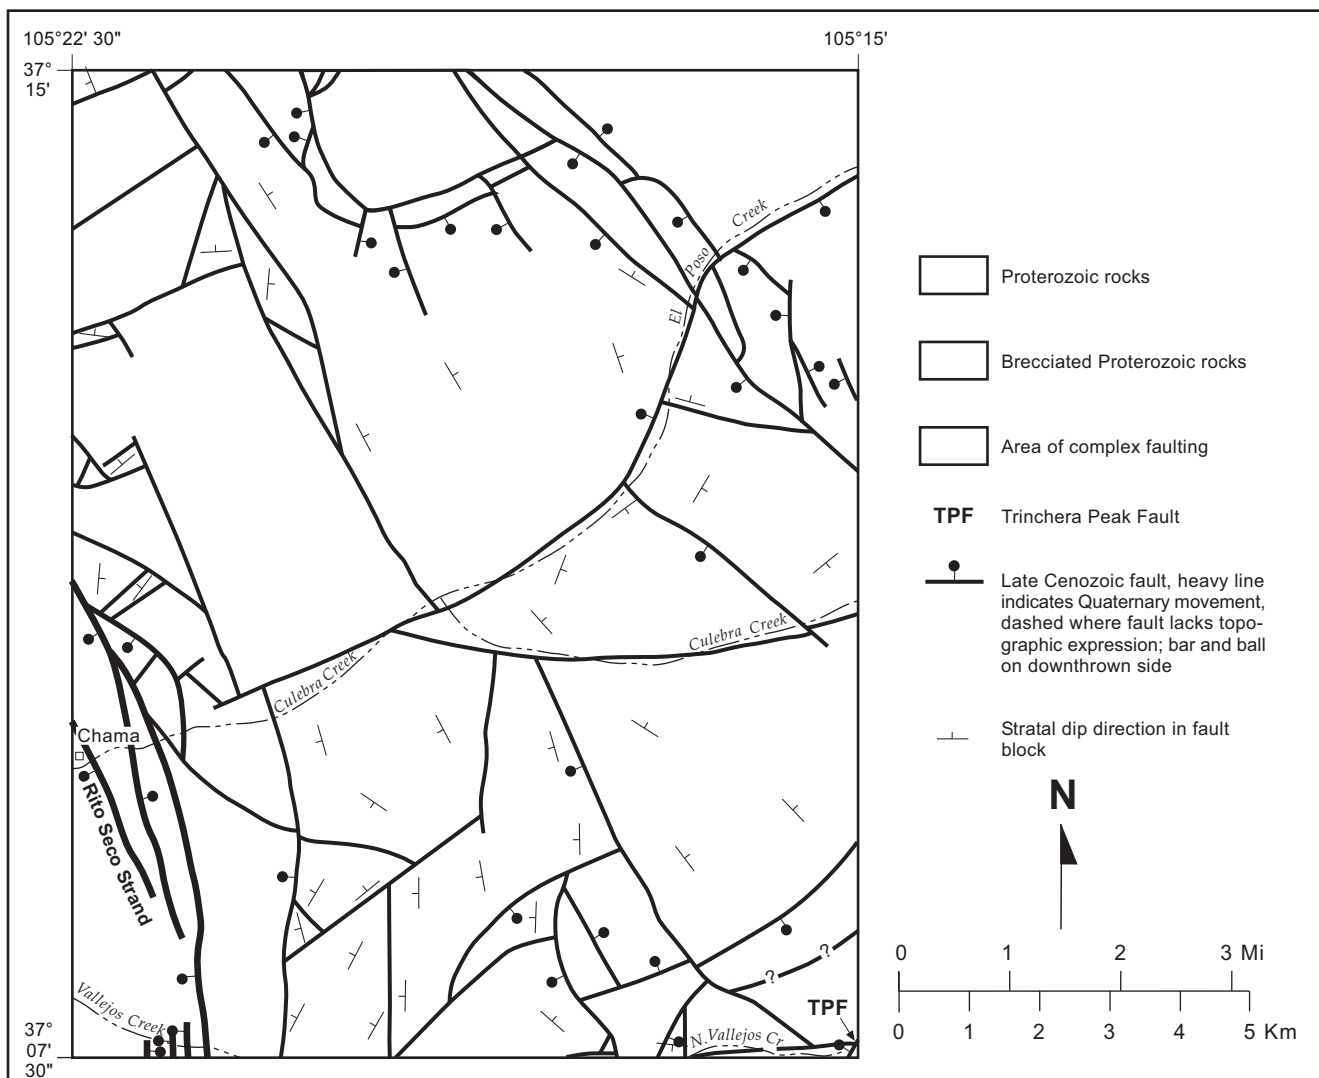 105°22' 30"
105°15'
37°
15'
El Poso Creek
Culebra Creek
Culebra Creek
Chama
Rito Seco Strand
Vallejos Creek
N. Vallejos Cr
?
?
TPF
37°
07'
30"
Proterozoic rocks
Brecciated Proterozoic rocks
Area of complex faulting
TPF Trinchera Peak Fault
Late Cenozoic fault, heavy line
indicates Quaternary movement,
dashed where fault lacks topo-
graphic expression; bar and ball
on downthrown side
Stratal dip direction in fault
block
N
0 1 2 3 Mi
0 1 2 3 4 5 Km